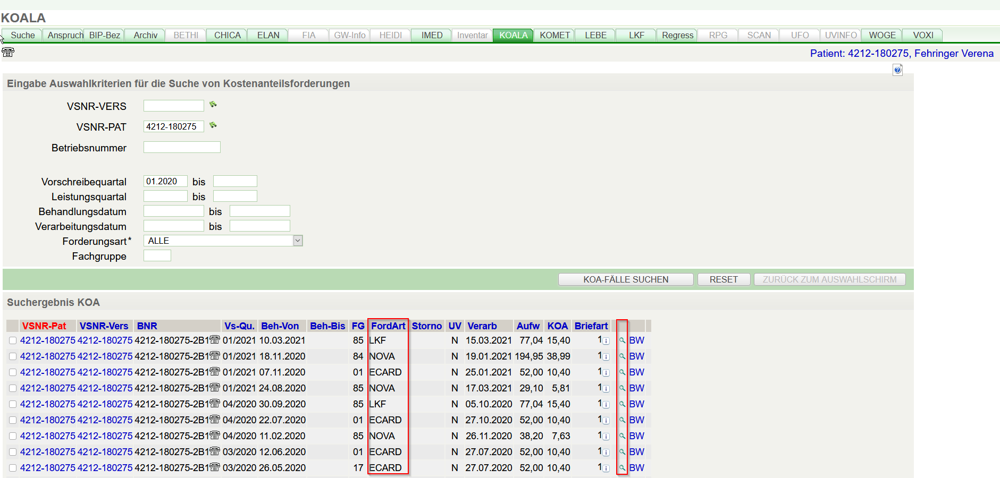 KOALA
Suche Anspruch BIP-Bez Archiv BETHI CHICA ELAN FIA GW-Info HEIDI IMED Inventar KOALA KOMET LEBE LKF Regress RPG SCAN UFO UVINFO WOGE VOXI
Patient: 4212-180275, Fehringer Verena
Eingabe Auswahlkriterien für die Suche von Kostenanteilsforderungen
VSNR-VERS
VSNR-PAT 4212-180275
Betriebsnummer
Vorschreibequartal 01.2020 bis
Leistungsquartal bis
Behandlungsdatum bis
Verarbeitungsdatum bis
Forderungsart* ALLE
Fachgruppe
KOA-FÄLLE SUCHEN RESET ZURÜCK ZUM AUSWAHLSCHIRM
Suchergebnis KOA
VSNR-Pat VSNR-Vers BNR Vs-Qu. Beh-Von Beh-Bis FG FordArt Storno UV Verarb Aufw KOA Briefart
4212-180275 4212-180275 4212-180275-2B1 01/2021 10.03.2021 85 LKF N 15.03.2021 77,04 15,40 1 i BW
4212-180275 4212-180275 4212-180275-2B1 01/2021 18.11.2020 84 NOVA N 19.01.2021 194,95 38,99 1 i BW
4212-180275 4212-180275 4212-180275-2B1 01/2021 07.11.2020 01 ECARD N 25.01.2021 52,00 10,40 1 i BW
4212-180275 4212-180275 4212-180275-2B1 01/2021 24.08.2020 85 NOVA N 17.03.2021 29,10 5,81 1 i BW
4212-180275 4212-180275 4212-180275-2B1 04/2020 30.09.2020 85 LKF N 05.10.2020 77,04 15,40 1 i BW
4212-180275 4212-180275 4212-180275-2B1 04/2020 22.07.2020 01 ECARD N 27.10.2020 52,00 10,40 1 i BW
4212-180275 4212-180275 4212-180275-2B1 04/2020 11.02.2020 85 NOVA N 26.11.2020 38,20 7,63 1 i BW
4212-180275 4212-180275 4212-180275-2B1 03/2020 12.06.2020 01 ECARD N 27.07.2020 52,00 10,40 1 i BW
4212-180275 4212-180275 4212-180275-2B1 03/2020 26.05.2020 17 ECARD N 27.07.2020 52,00 10,40 1 i BW